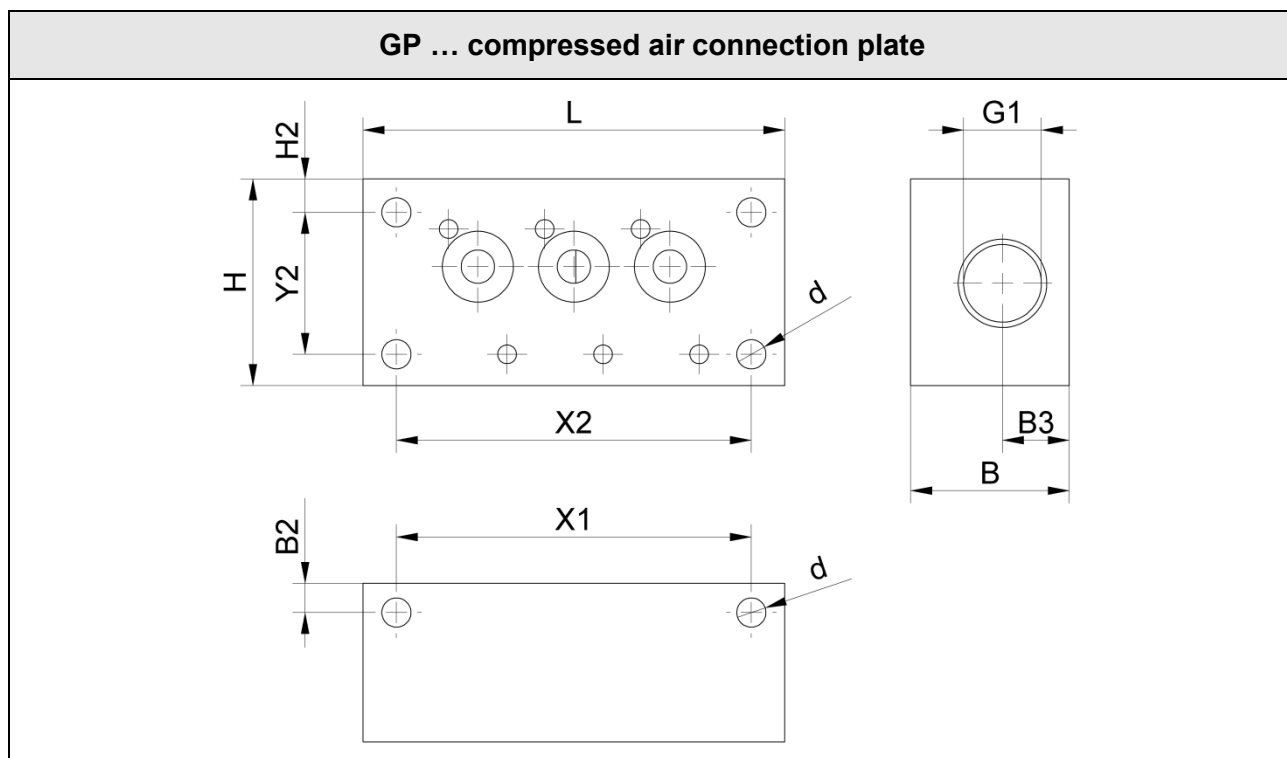 GP … compressed air connection plate
L
G1
H2
H
Y2
d
X2
B3
B
X1
B2
d